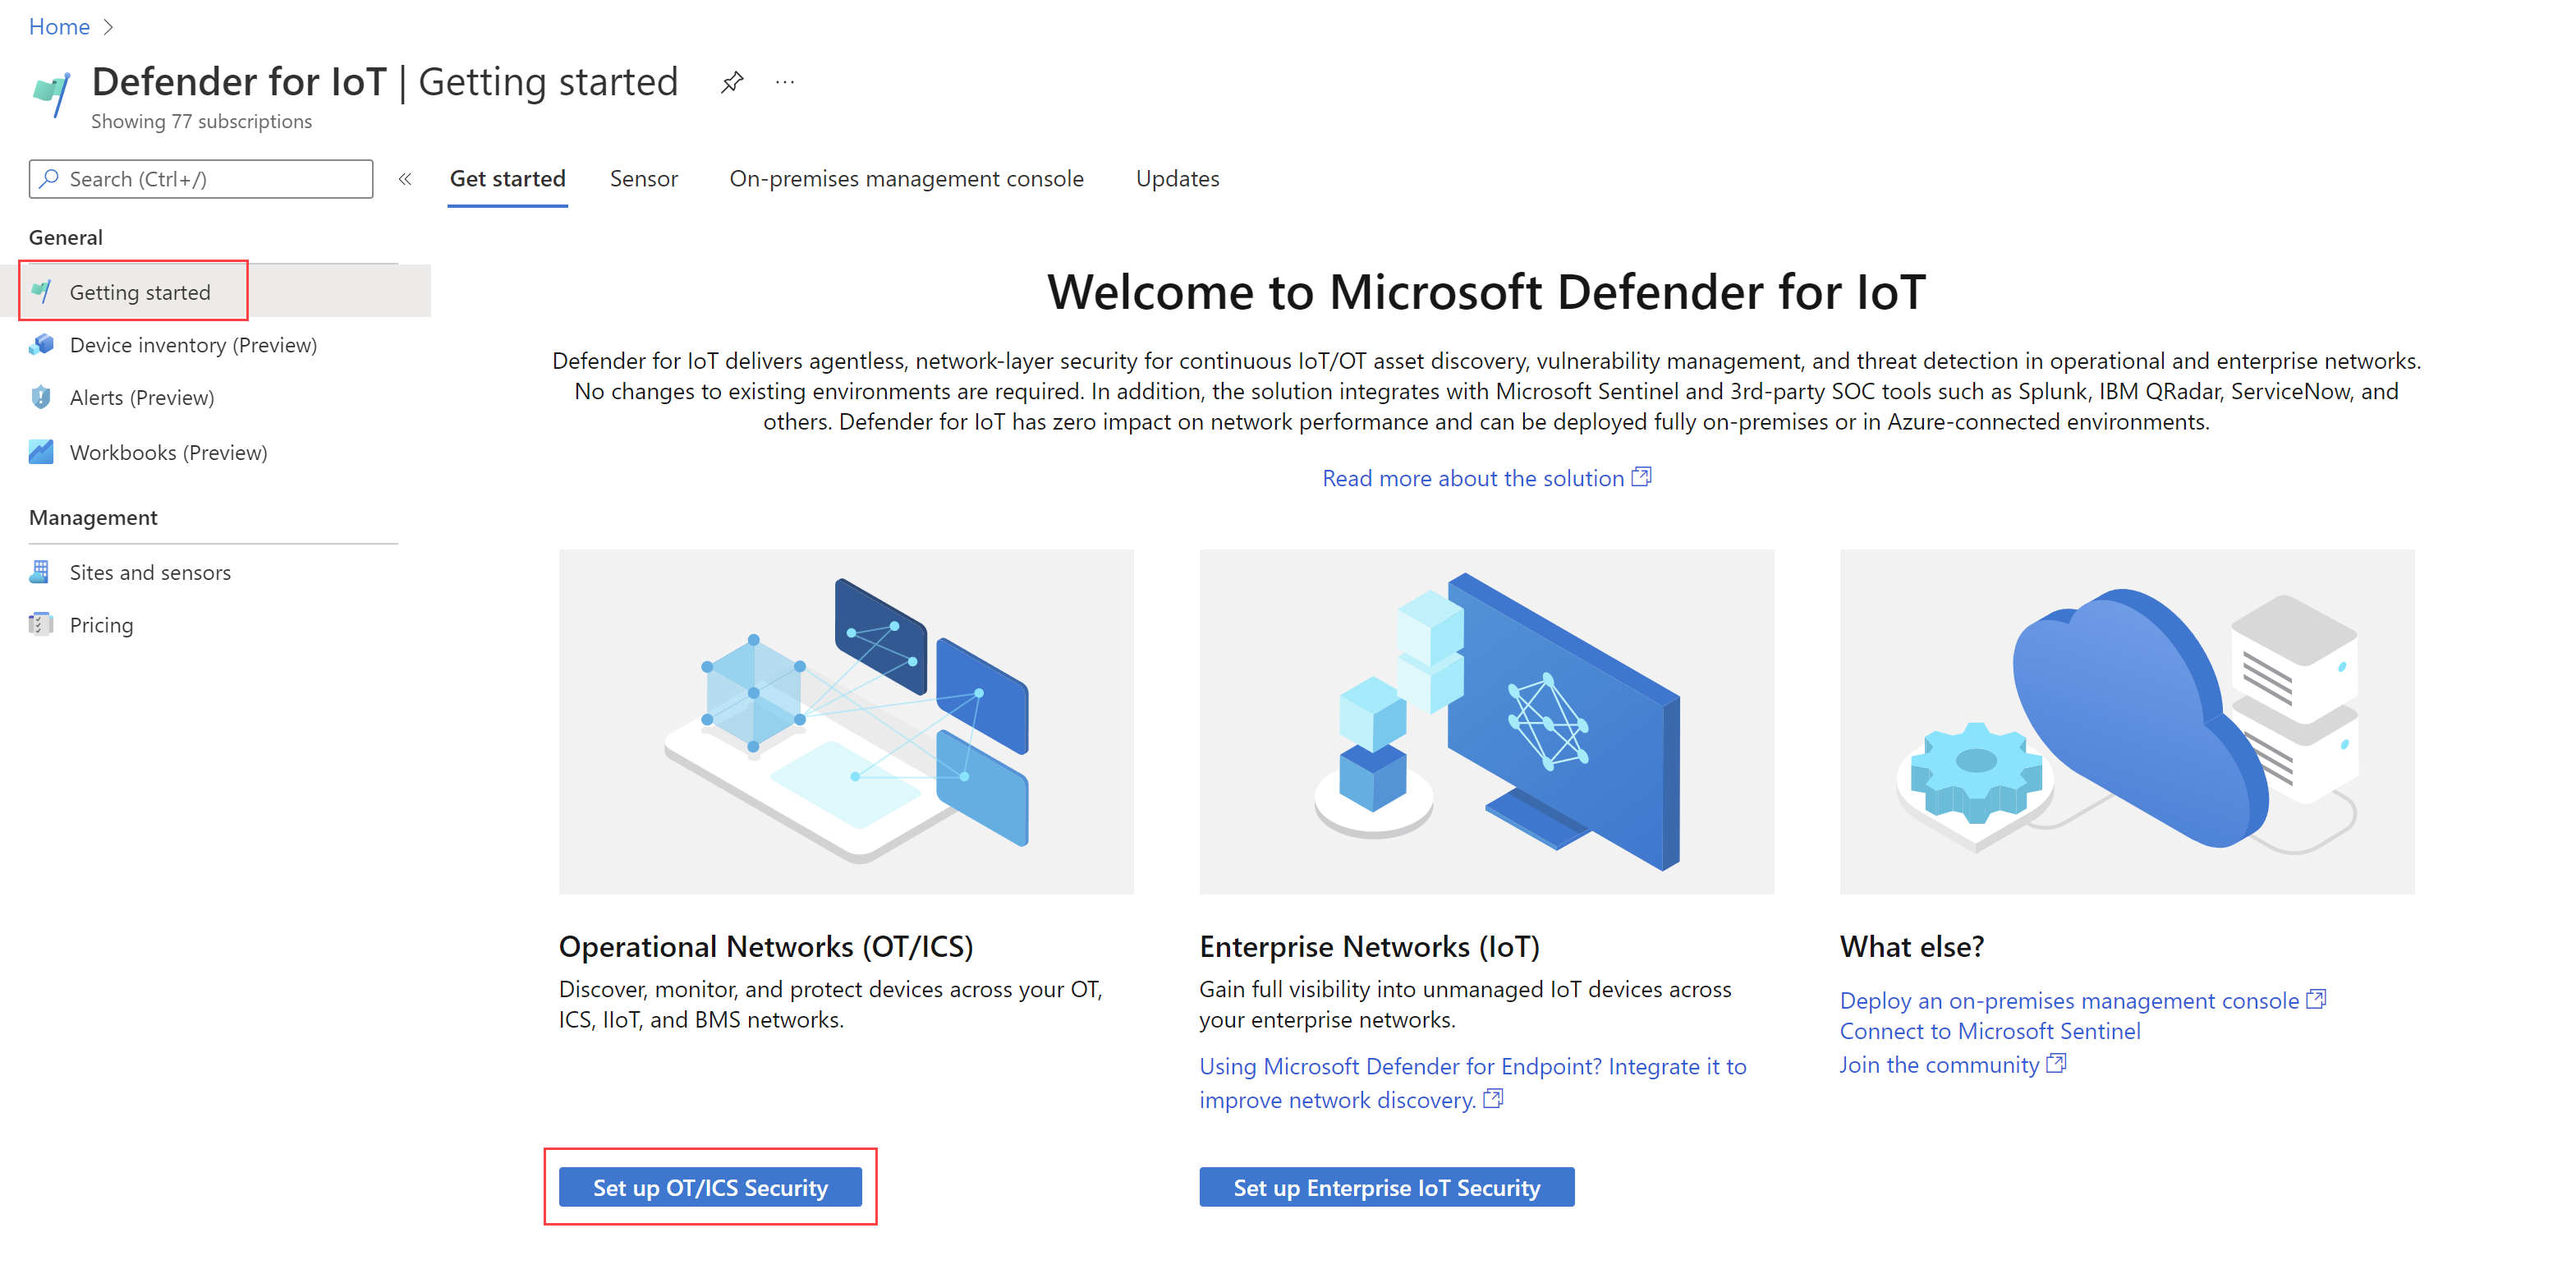 Home
Defender for IoT | Getting started
Showing 77 subscriptions
Search (Ctrl+/)
General
Getting started
Device inventory (Preview)
Alerts (Preview)
Workbooks (Preview)
Management
Sites and sensors
Pricing
Get started
Sensor
On-premises management console
Updates
Welcome to Microsoft Defender for IoT
Defender for IoT delivers agentless, network-layer security for continuous IoT/OT asset discovery, vulnerability management, and threat detection in operational and enterprise networks.
No changes to existing environments are required. In addition, the solution integrates with Microsoft Sentinel and 3rd-party SOC tools such as Splunk, IBM QRadar, ServiceNow, and
others. Defender for IoT has zero impact on network performance and can be deployed fully on-premises or in Azure-connected environments.
Read more about the solution
Operational Networks (OT/ICS)
Discover, monitor, and protect devices across your OT,
ICS, IIoT, and BMS networks.
Set up OT/ICS Security
Enterprise Networks (IoT)
Gain full visibility into unmanaged IoT devices across
your enterprise networks.
Using Microsoft Defender for Endpoint? Integrate it to
improve network discovery.
Set up Enterprise IoT Security
What else?
Deploy an on-premises management console
Connect to Microsoft Sentinel
Join the community